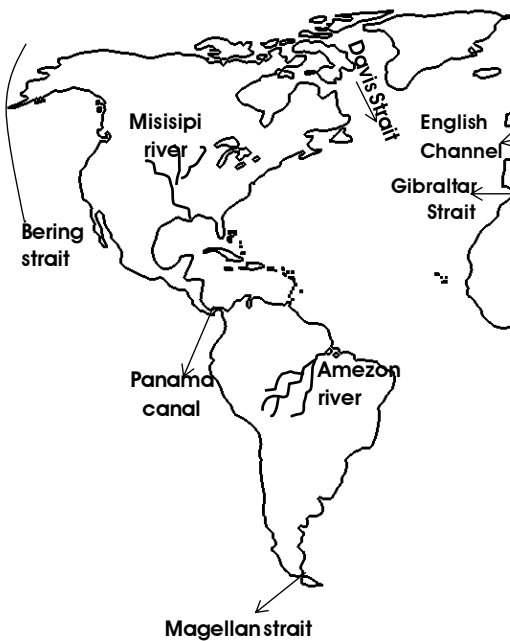 Davis Strait
Misisipi
river
English
Channel
Gibraltar
Strait
Bering
strait
Panama
canal
Amezon
river
Magellan strait